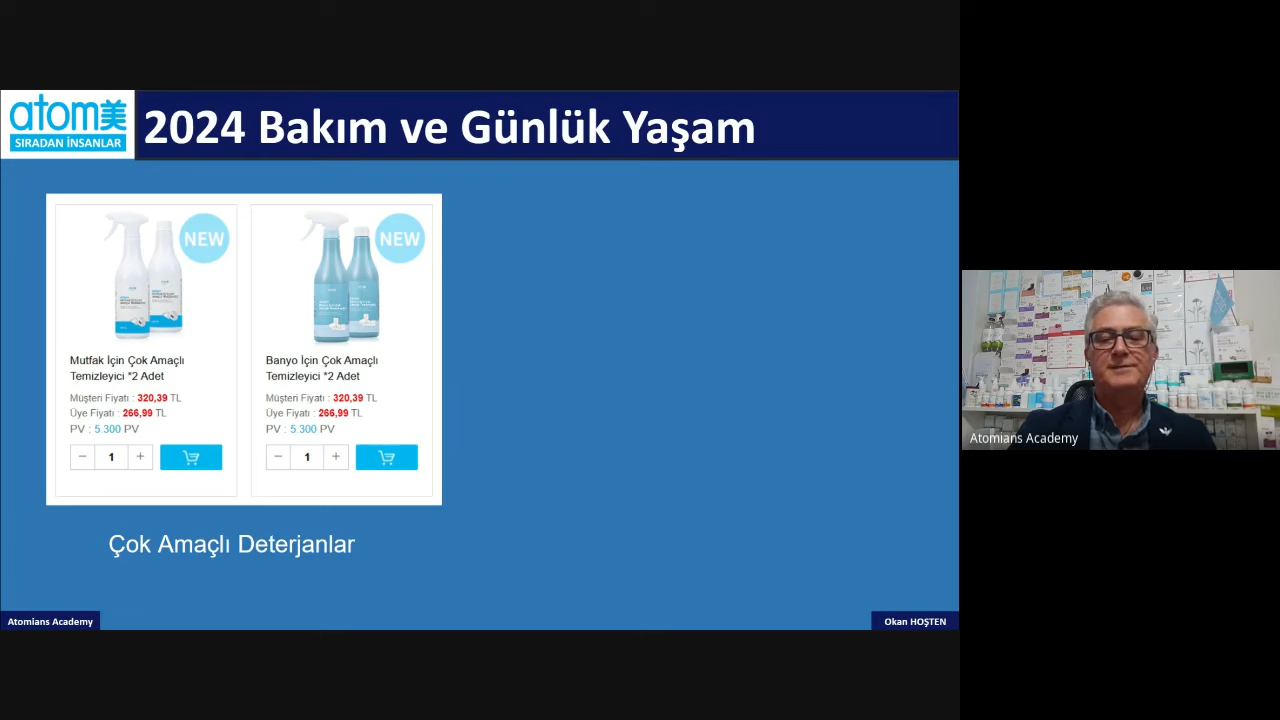 atom美
SIRADAN İNSANLAR
2024 Bakım ve Günlük Yaşam
NEW
Mutfak İçin Çok Amaçlı
Temizleyici *2 Adet
Müşteri Fiyatı : 320,39 TL
Üye Fiyatı : 266,99 TL
PV : 5.300 PV
− 1 +
NEW
Banyo İçin Çok Amaçlı
Temizleyici *2 Adet
Müşteri Fiyatı : 320,39 TL
Üye Fiyatı : 266,99 TL
PV : 5.300 PV
− 1 +
Çok Amaçlı Deterjanlar
Atomians Academy
Okan HOŞTEN
Atomians Academy